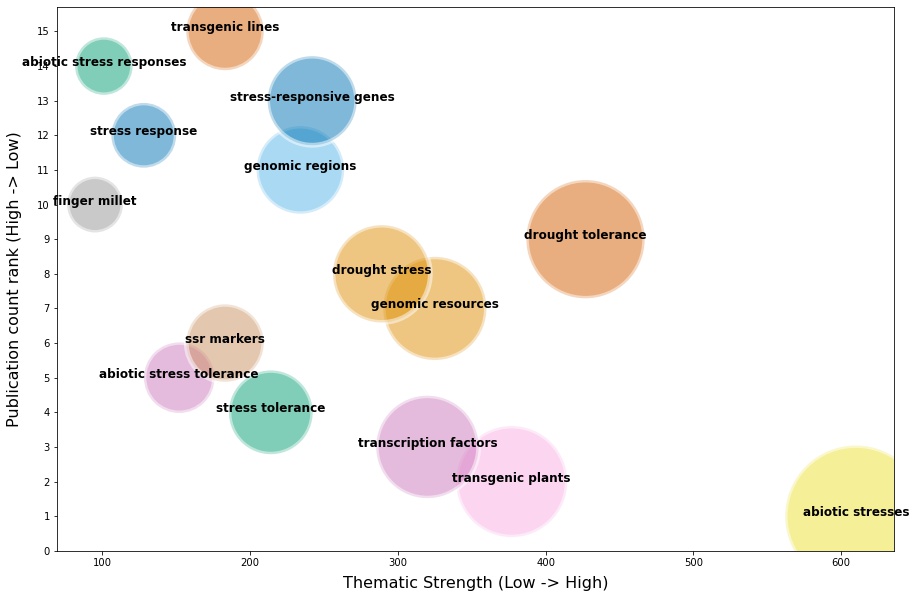 15
transgenic lines
14
abiotic stress responses
13
stress-responsive genes
12
stress response
11
genomic regions
10
finger millet
9
drought tolerance
8
drought stress
7
genomic resources
6
ssr markers
5
abiotic stress tolerance
4
stress tolerance
3
transcription factors
2
transgenic plants
1
abiotic stresses
0
Publication count rank (High -> Low)
100 200 300 400 500 600
Thematic Strength (Low -> High)